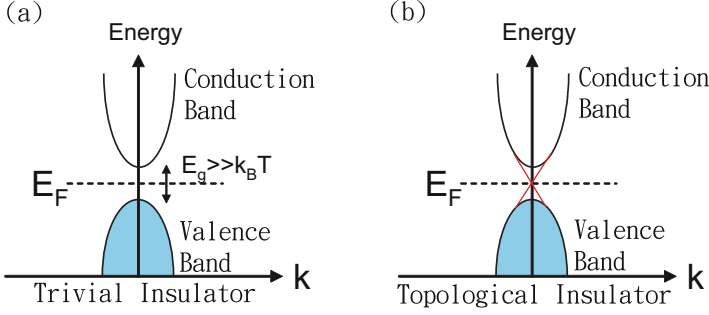 (a)
Energy
Conduction
Band
E_g>>k_BT
E_F
Valence
Band
k
Trivial Insulator
(b)
Energy
Conduction
Band
E_F
Valence
Band
k
Topological Insulator